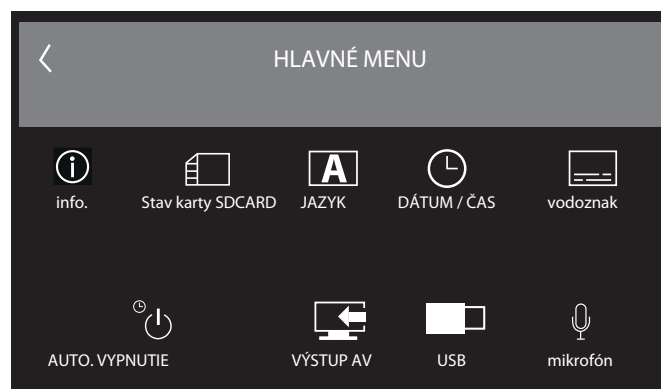 HLAVNÉ MENU
info. Stav karty SDCARD JAZYK DÁTUM / ČAS vodoznak
AUTO. VYPNUTIE VÝSTUP AV USB mikrofón